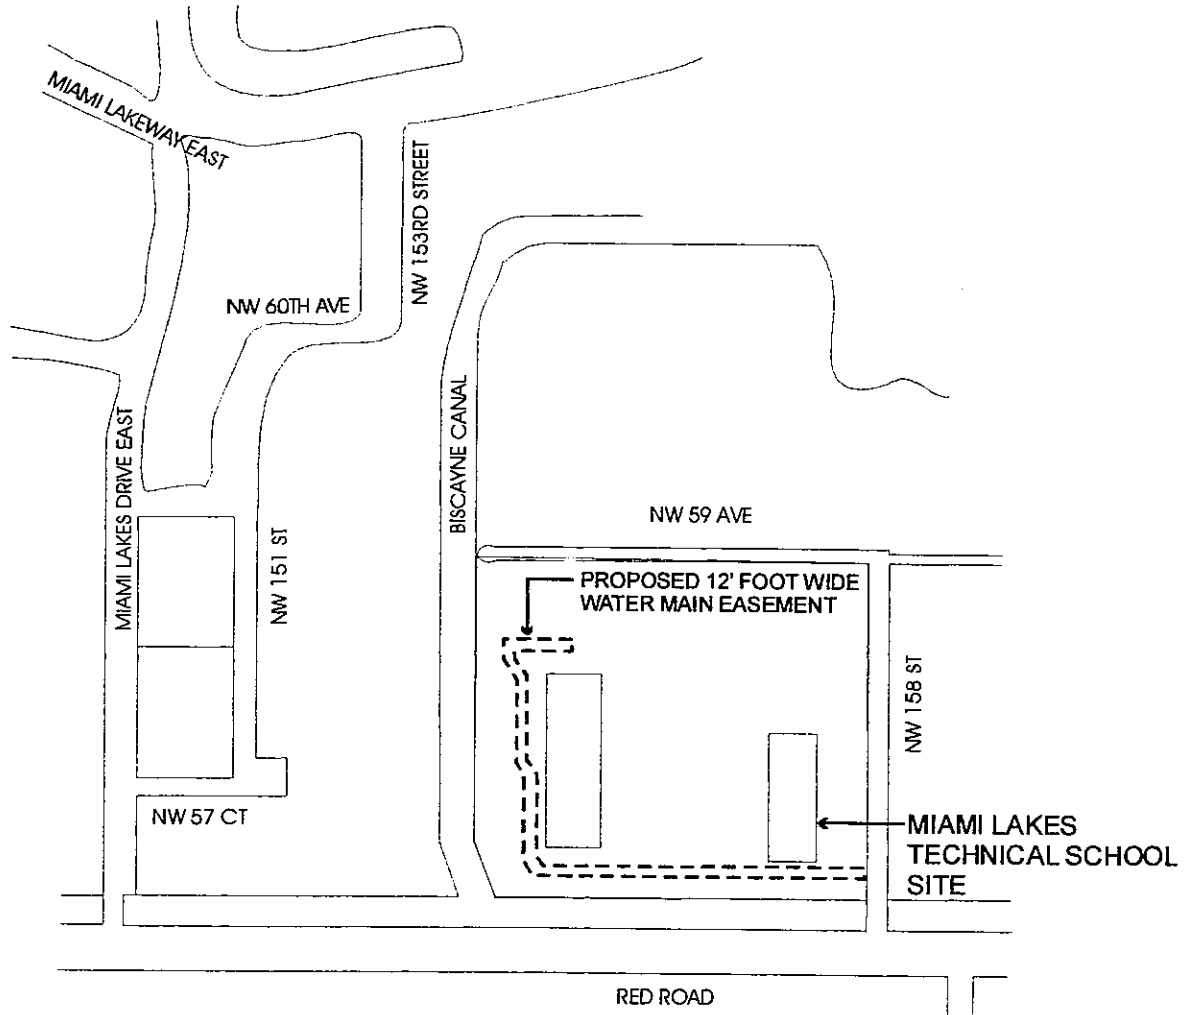 MIAMI LAKEWAY EAST
NW 153RD STREET
NW 60TH AVE
BISCAYNE CANAL
MIAMI LAKES DRIVE EAST
NW 151 ST
NW 59 AVE
PROPOSED 12' FOOT WIDE
WATER MAIN EASEMENT
NW 158 ST
NW 57 CT
MIAMI LAKES
TECHNICAL SCHOOL
SITE
RED ROAD